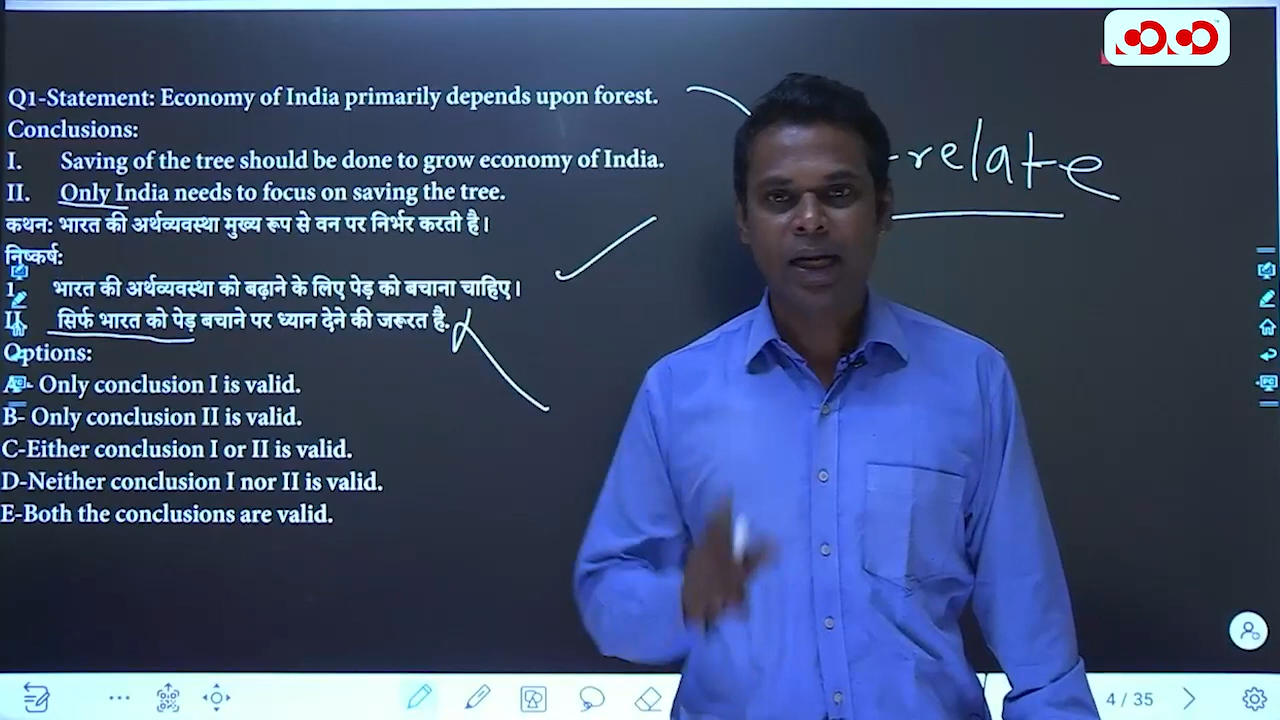 Q1-Statement: Economy of India primarily depends upon forest.
Conclusions:
I. Saving of the tree should be done to grow economy of India.
II. Only India needs to focus on saving the tree.
कथन: भारत की अर्थव्यवस्था मुख्य रूप से वन पर निर्भर करती है।
निष्कर्ष:
I. भारत की अर्थव्यवस्था को बढ़ाने के लिए पेड़ को बचाना चाहिए।
II. सिर्फ भारत को पेड़ बचाने पर ध्यान देने की जरूरत है.
Options:
A- Only conclusion I is valid.
B- Only conclusion II is valid.
C-Either conclusion I or II is valid.
D-Neither conclusion I nor II is valid.
E-Both the conclusions are valid.
-relate
4 / 35